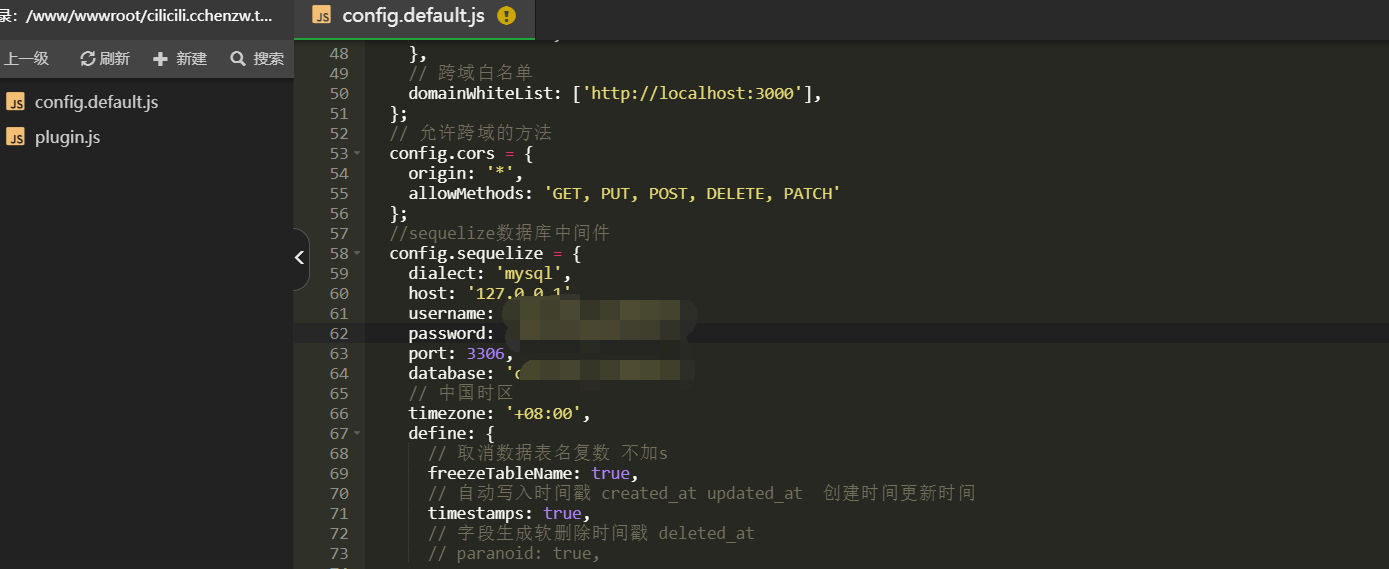 录: /www/wwwroot/cilicili.cchenzw.t...
config.default.js
上一级 刷新 新建 搜索
config.default.js
plugin.js
48 },
49 // 跨域白名单
50 domainWhiteList: ['http://localhost:3000'],
51 };
52 // 允许跨域的方法
53 config.cors = {
54 origin: '*',
55 allowMethods: 'GET, PUT, POST, DELETE, PATCH'
56 };
57 //sequelize数据库中间件
58 config.sequelize = {
59 dialect: 'mysql',
60 host: '127.0.0.1'
61 username:
62 password:
63 port: 3306,
64 database: 'c
65 // 中国时区
66 timezone: '+08:00',
67 define: {
68 // 取消数据表名复数 不加s
69 freezeTableName: true,
70 // 自动写入时间戳 created_at updated_at 创建时间更新时间
71 timestamps: true,
72 // 字段生成软删除时间戳 deleted_at
73 // paranoid: true,